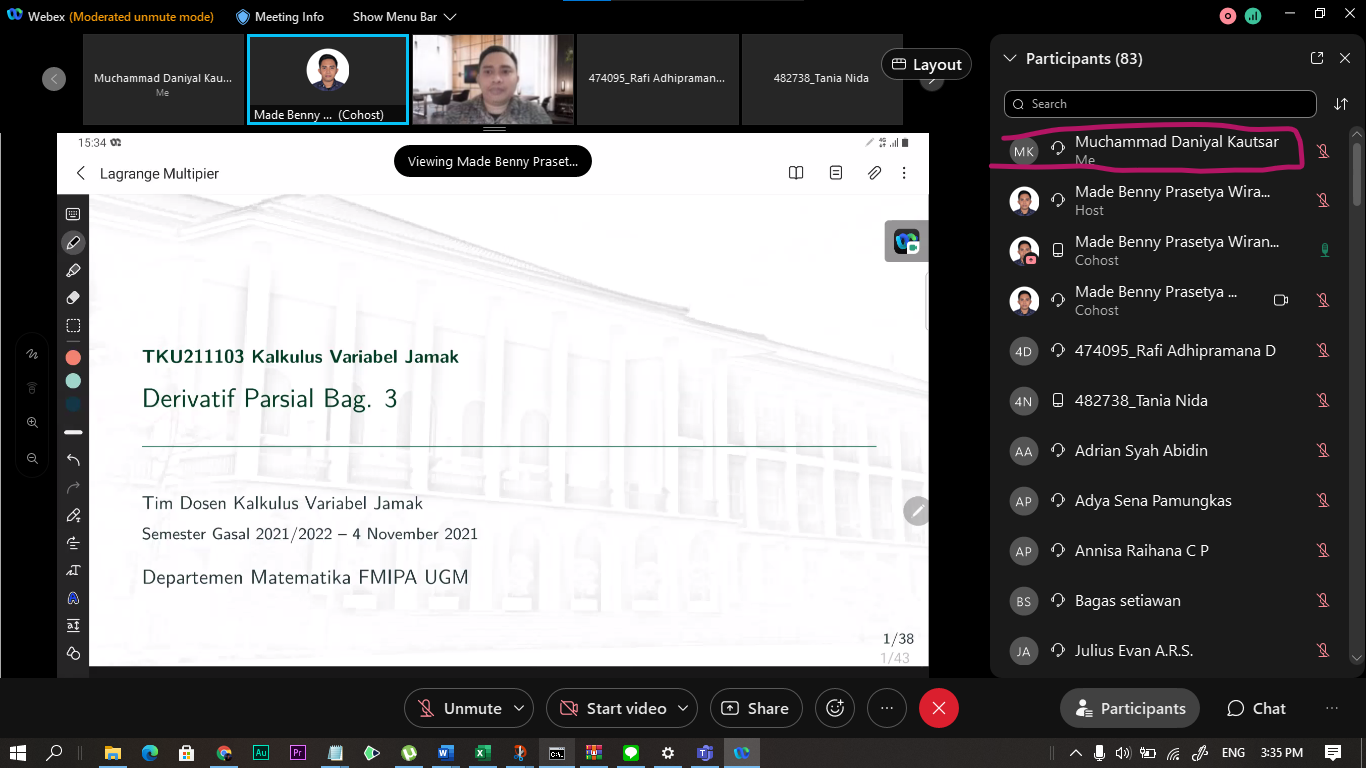 Webex (Moderated unmute mode)
Meeting Info
Show Menu Bar
Muchammad Daniyal Kau...
Me
Made Benny ... (Cohost)
474095_Rafi Adhipraman...
482738_Tania Nida
Layout
15:34
Viewing Made Benny Praset...
Lagrange Multipier
TKU211103 Kalkulus Variabel Jamak
Derivatif Parsial Bag. 3
Tim Dosen Kalkulus Variabel Jamak
Semester Gasal 2021/2022 – 4 November 2021
Departemen Matematika FMIPA UGM
1/38
1/43
Participants (83)
Search
MK
Muchammad Daniyal Kautsar
Me
Made Benny Prasetya Wira...
Host
Made Benny Prasetya Wiran...
Cohost
Made Benny Prasetya ...
Cohost
4D
474095_Rafi Adhipramana D
4N
482738_Tania Nida
AA
Adrian Syah Abidin
AP
Adya Sena Pamungkas
AP
Annisa Raihana C P
BS
Bagas setiawan
JA
Julius Evan A.R.S.
Unmute
Start video
Share
Participants
Chat
Au
Pr
ENG
3:35 PM